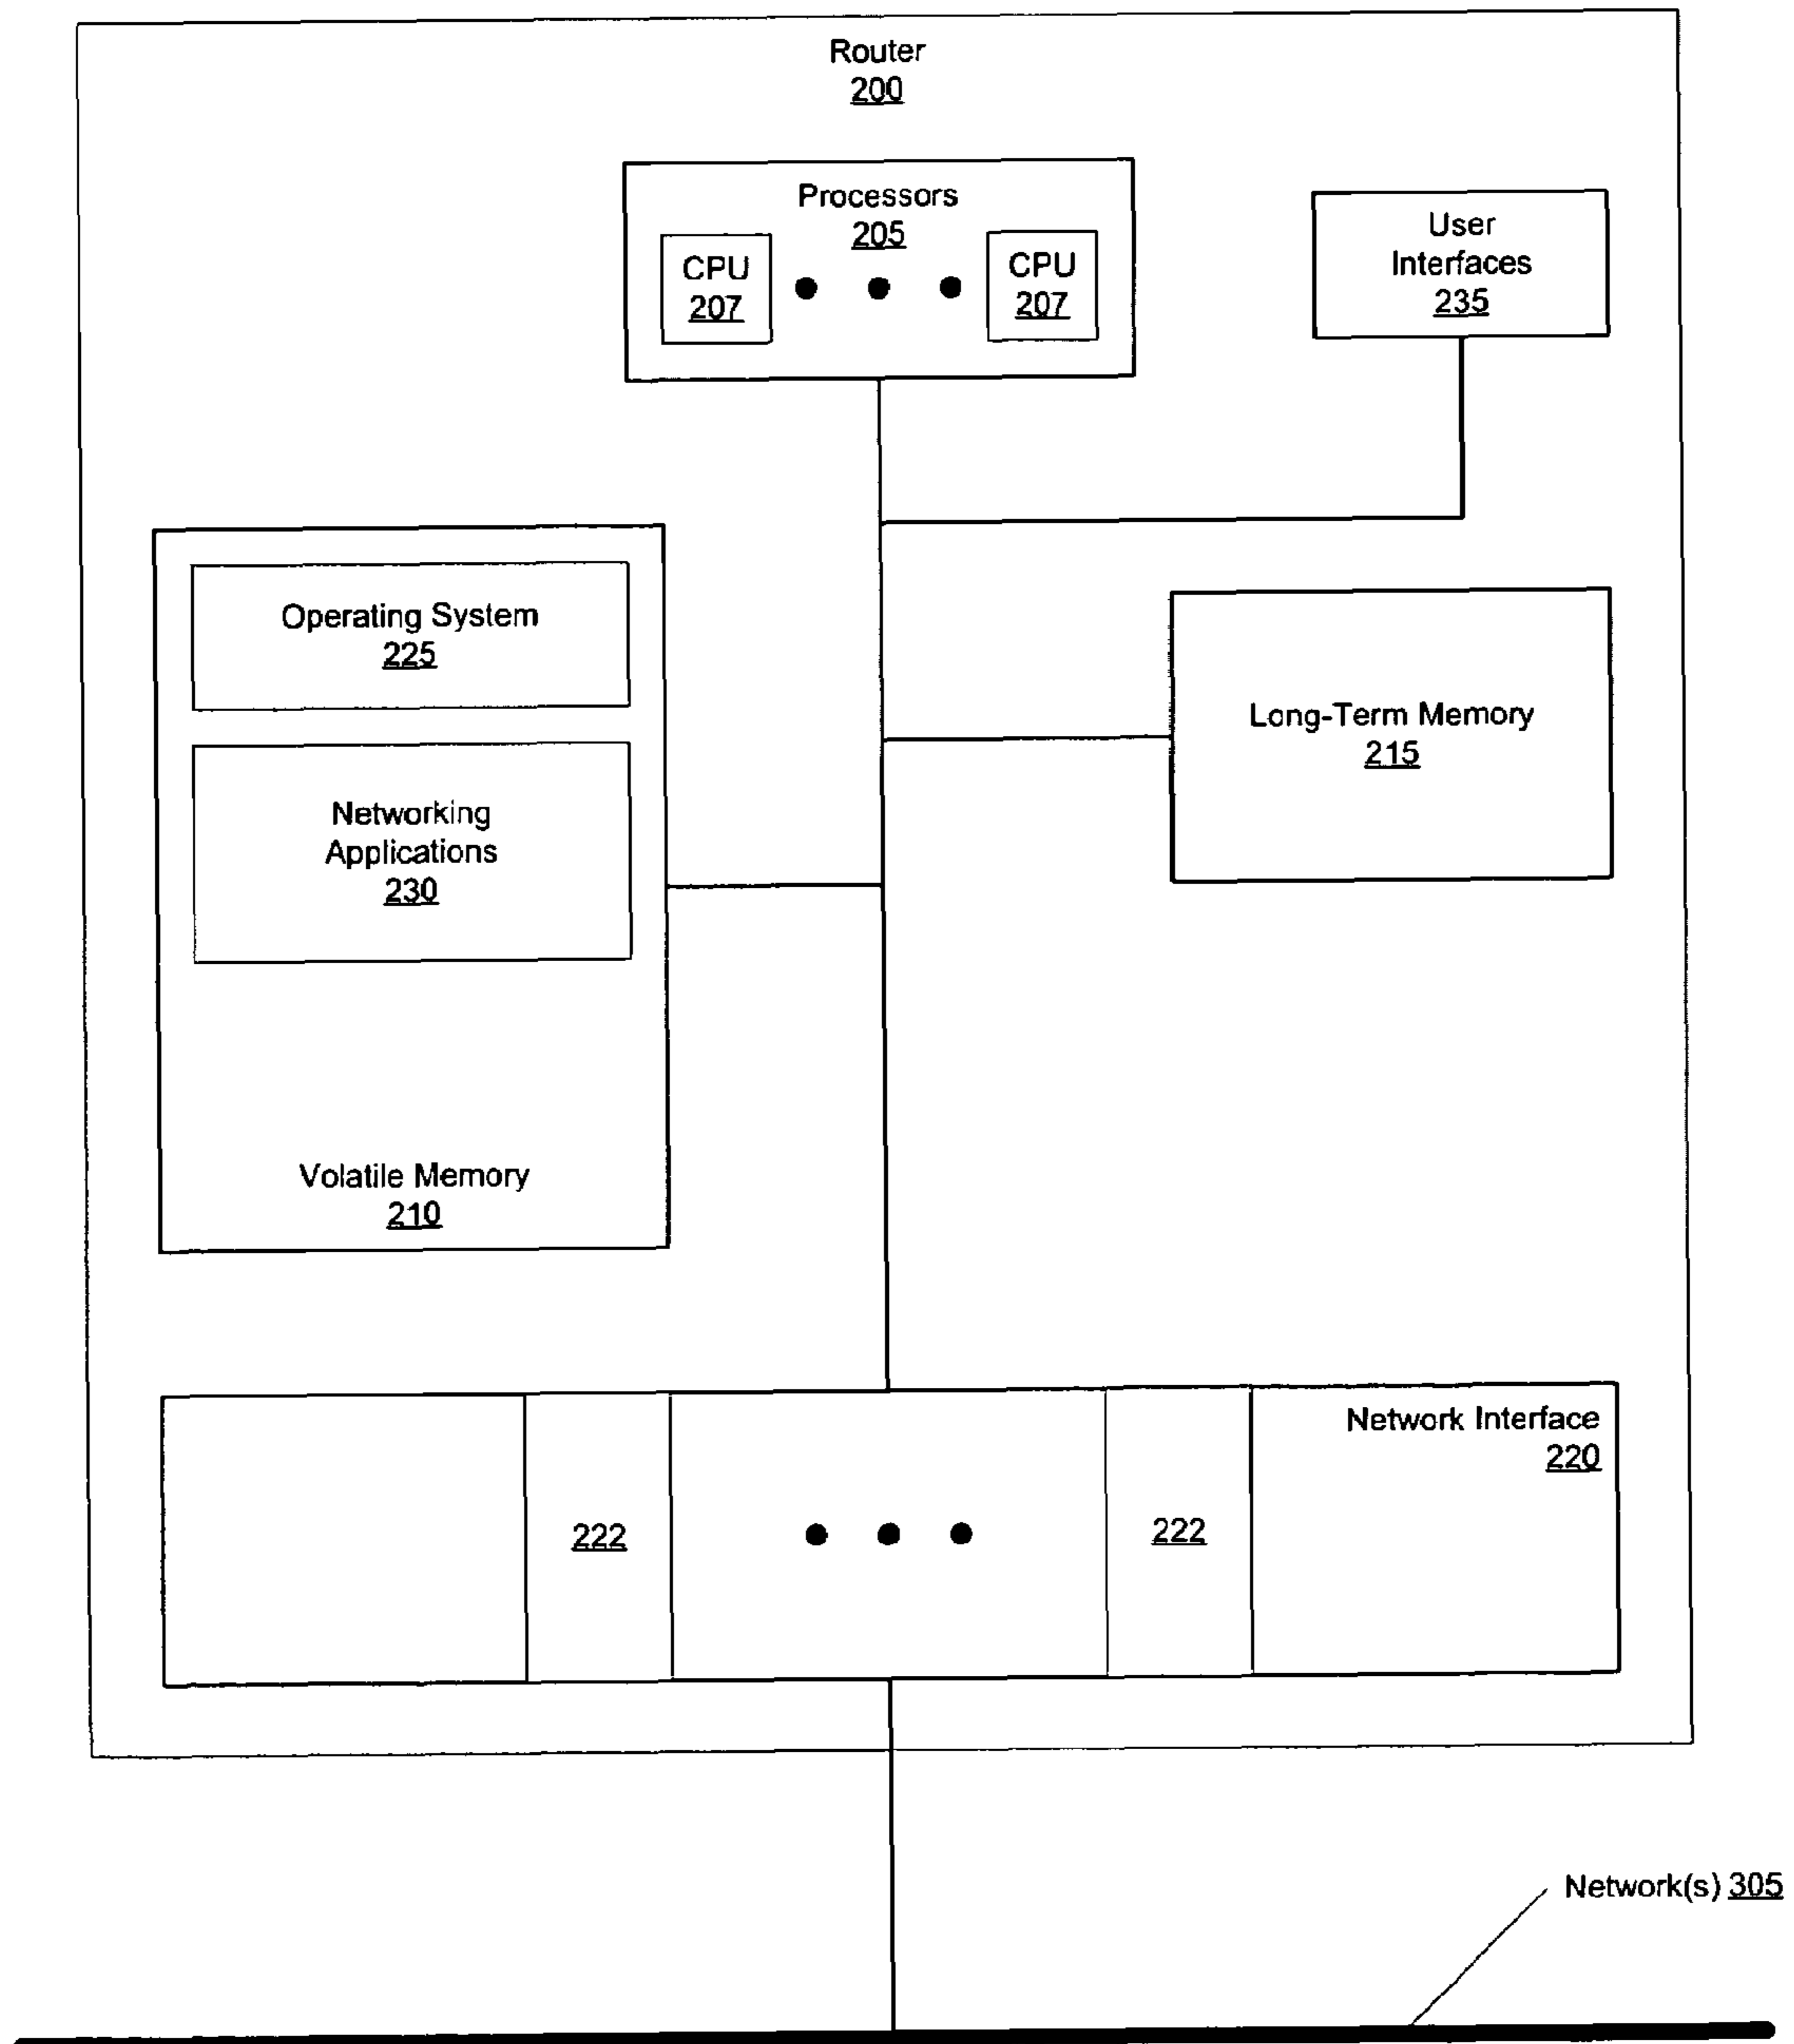 Router
200
Processors
205
CPU
207
CPU
207
User
Interfaces
235
Operating System
225
Networking
Applications
230
Volatile Memory
210
Long-Term Memory
215
Network Interface
220
222
222
Network(s) 305